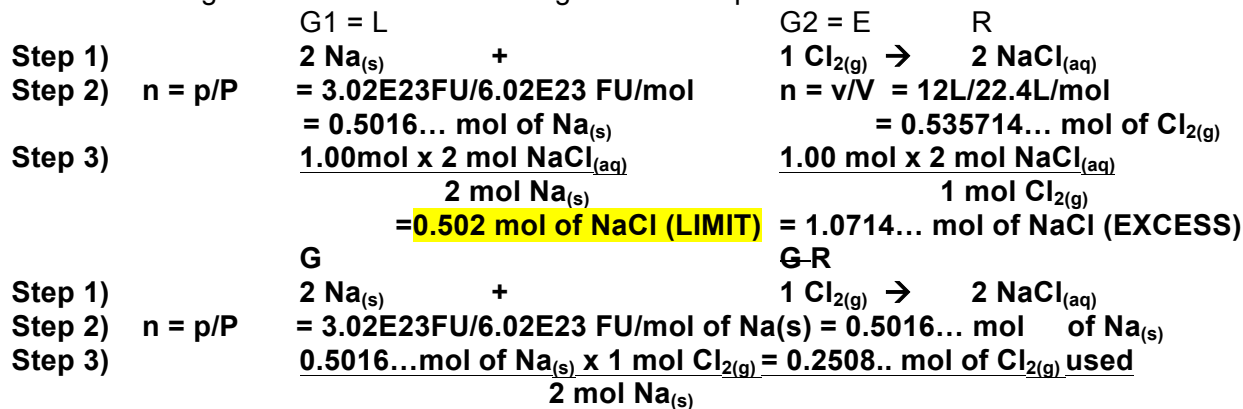 G1 = L G2 = E R
Step 1) 2 Na(s) + 1 Cl2(g) → 2 NaCl(aq)
Step 2) n = p/P = 3.02E23FU/6.02E23 FU/mol n = v/V = 12L/22.4L/mol
= 0.5016… mol of Na(s) = 0.535714… mol of Cl2(g)
Step 3) 1.00mol x 2 mol NaCl(aq) 1.00 mol x 2 mol NaCl(aq)
2 mol Na(s) 1 mol Cl2(g)
=0.502 mol of NaCl (LIMIT) = 1.0714… mol of NaCl (EXCESS)
G G R
Step 1) 2 Na(s) + 1 Cl2(g) → 2 NaCl(aq)
Step 2) n = p/P = 3.02E23FU/6.02E23 FU/mol of Na(s) = 0.5016… mol of Na(s)
Step 3) 0.5016…mol of Na(s) x 1 mol Cl2(g) = 0.2508.. mol of Cl2(g) used
2 mol Na(s)